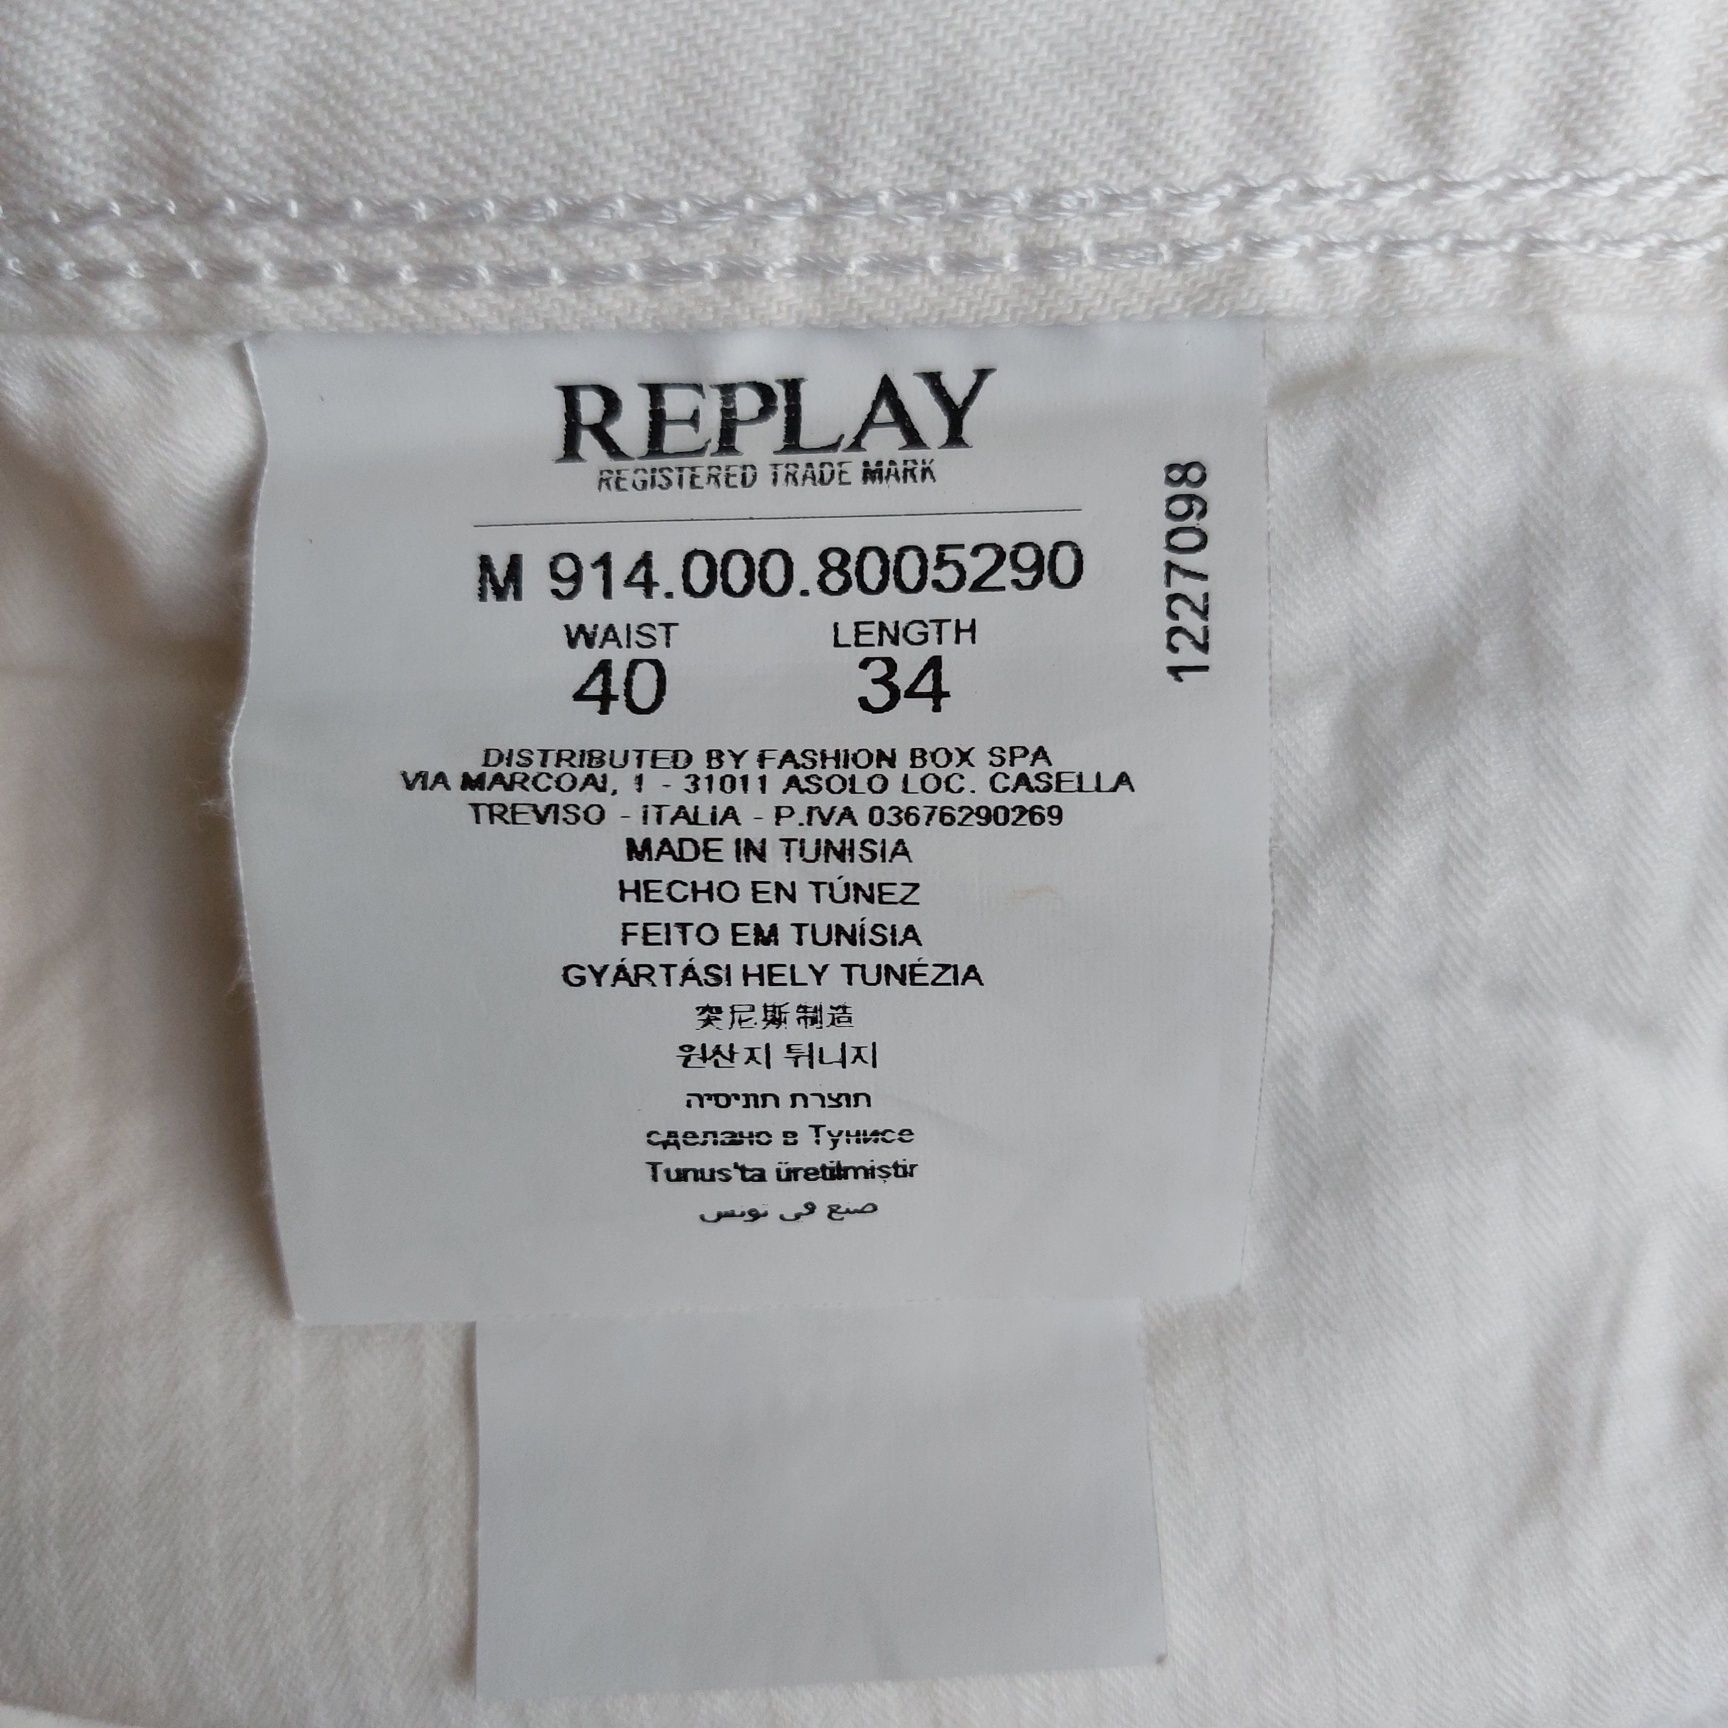 REPLAY
REGISTERED TRADE MARK
M 914.000.8005290
WAIST LENGTH
40 34
1227098
DISTRIBUTED BY FASHION BOX SPA
VIA MARCOAI, 1 - 31011 ASOLO LOC. CASELLA
TREVISO - ITALIA - P.IVA 03676290269
MADE IN TUNISIA
HECHO EN TÚNEZ
FEITO EM TUNÍSIA
GYÁRTÁSI HELY TUNÉZIA
突尼斯制造
원산지 튀니지
תוצרת תוניסיה
сделано в Тунисе
Tunus'ta üretilmiştir
صنع في تونس